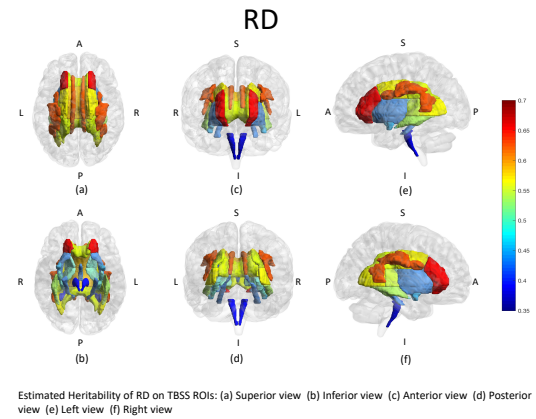 RD
A
L
R
P
(a)
S
R
L
I
(c)
S
A
P
I
(e)
0.7
0.65
0.6
0.55
0.5
0.45
0.4
0.35
A
R
L
P
(b)
S
L
R
I
(d)
S
P
A
I
(f)
Estimated Heritability of RD on TBSS ROIs: (a) Superior view (b) Inferior view (c) Anterior view (d) Posterior
view (e) Left view (f) Right view